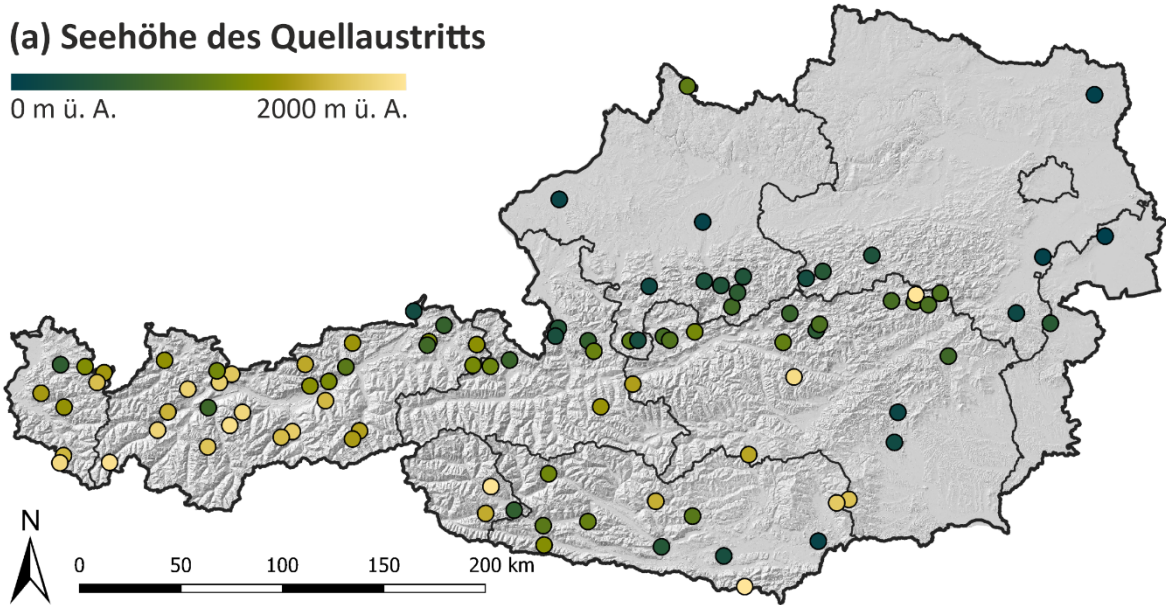 (a) Seehöhe des Quellaustritts
0 m ü. A. 2000 m ü. A.
N
0 50 100 150 200 km